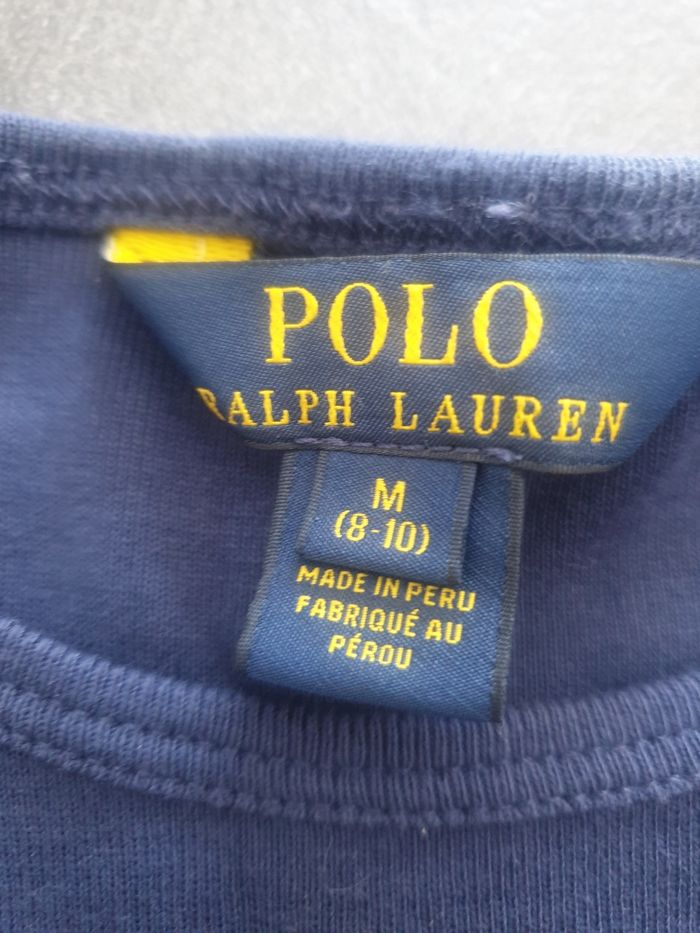 POLO
RALPH LAUREN
M
(8-10)
MADE IN PERU
FABRIQUÉ AU
PÉROU